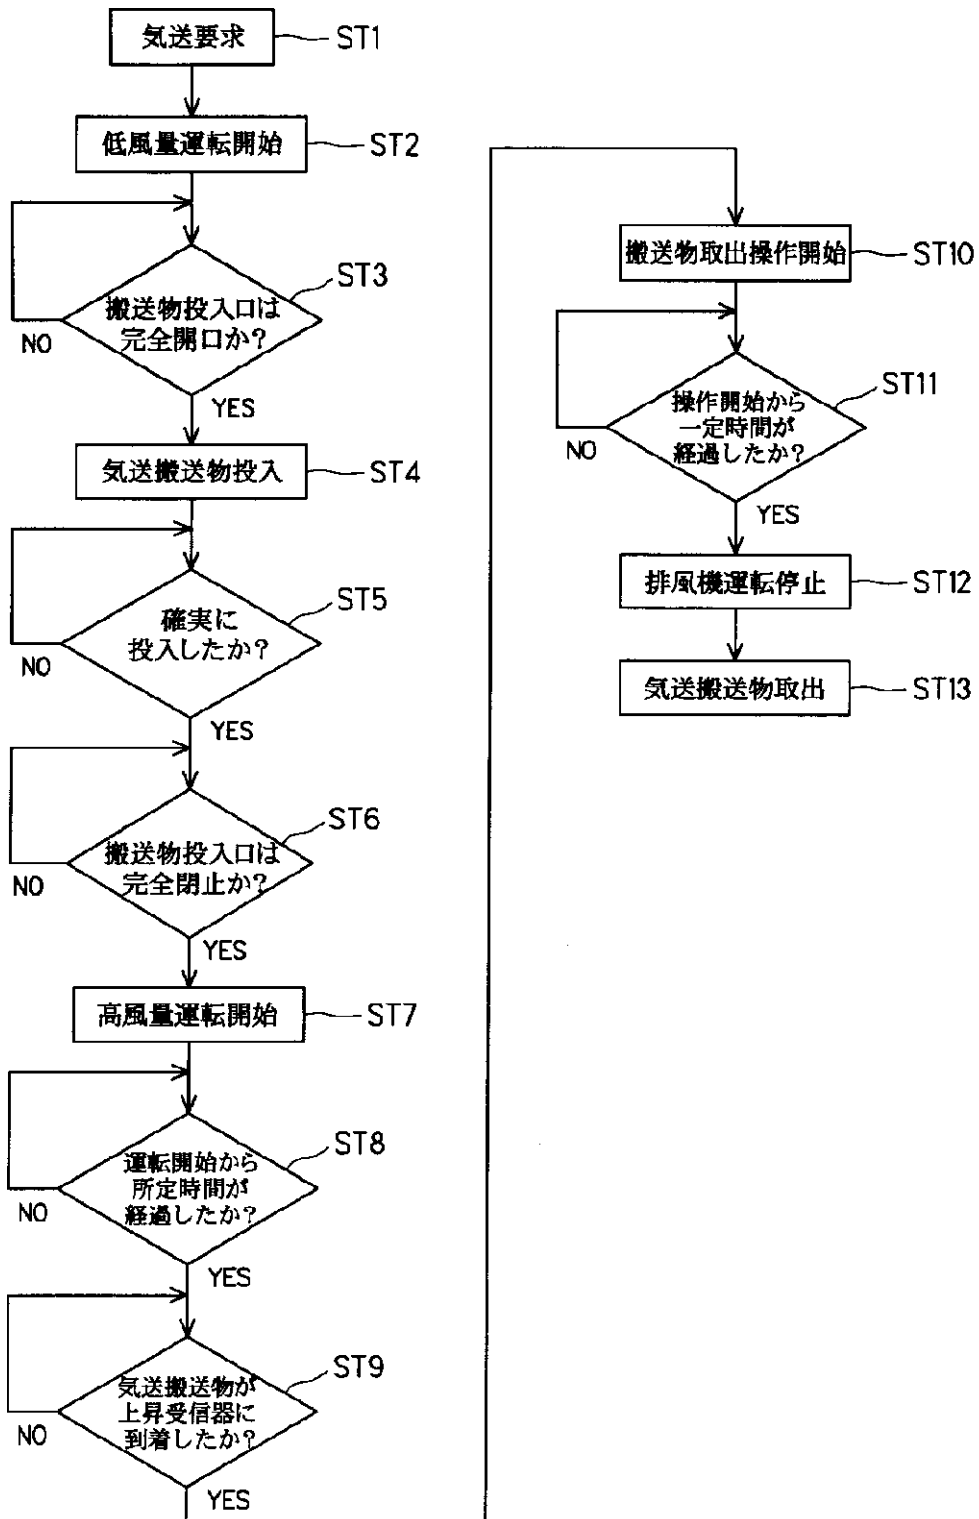 気送要求
ST1
低風量運転開始
ST2
搬送物投入口は
完全開口か?
ST3
NO
YES
気送搬送物投入
ST4
確実に
投入したか?
ST5
NO
YES
搬送物投入口は
完全閉止か?
ST6
NO
YES
高風量運転開始
ST7
運転開始から
所定時間が
経過したか?
ST8
NO
YES
気送搬送物が
上昇受信器に
到着したか?
ST9
NO
YES
搬送物取出操作開始
ST10
操作開始から
一定時間が
経過したか?
ST11
NO
YES
排風機運転停止
ST12
気送搬送物取出
ST13